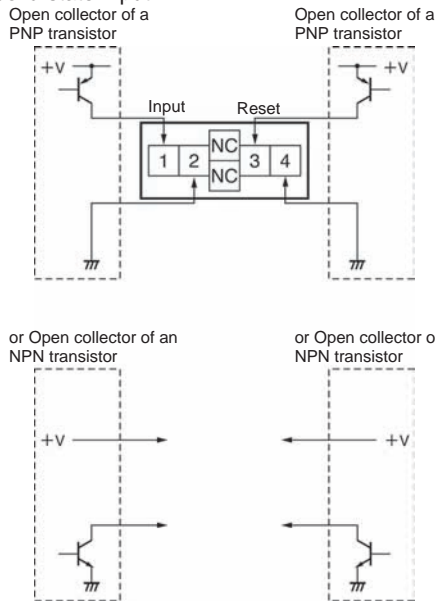 Open collector of a
PNP transistor
Open collector of a
PNP transistor
+V
+V
Input
Reset
NC
1 2 3 4
NC
or Open collector of an
NPN transistor
or Open collector o
NPN transistor
+V
+V